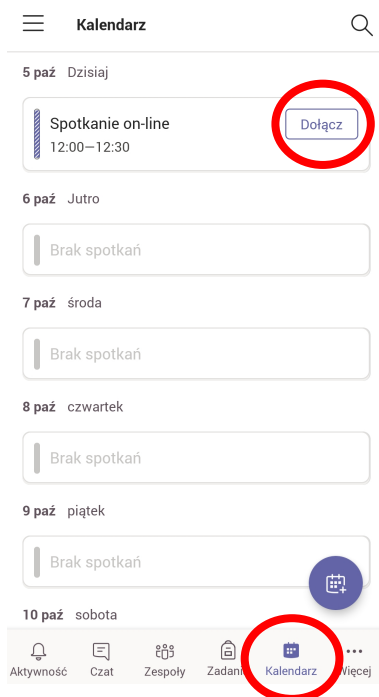 Kalendarz
5 paź Dzisiaj
Spotkanie on-line
Dołącz
12:00—12:30
6 paź Jutro
Brak spotkań
7 paź środa
Brak spotkań
8 paź czwartek
Brak spotkań
9 paź piątek
Brak spotkań
10 paź sobota
Aktywność Czat Zespoły Zadani Kalendarz Więcej